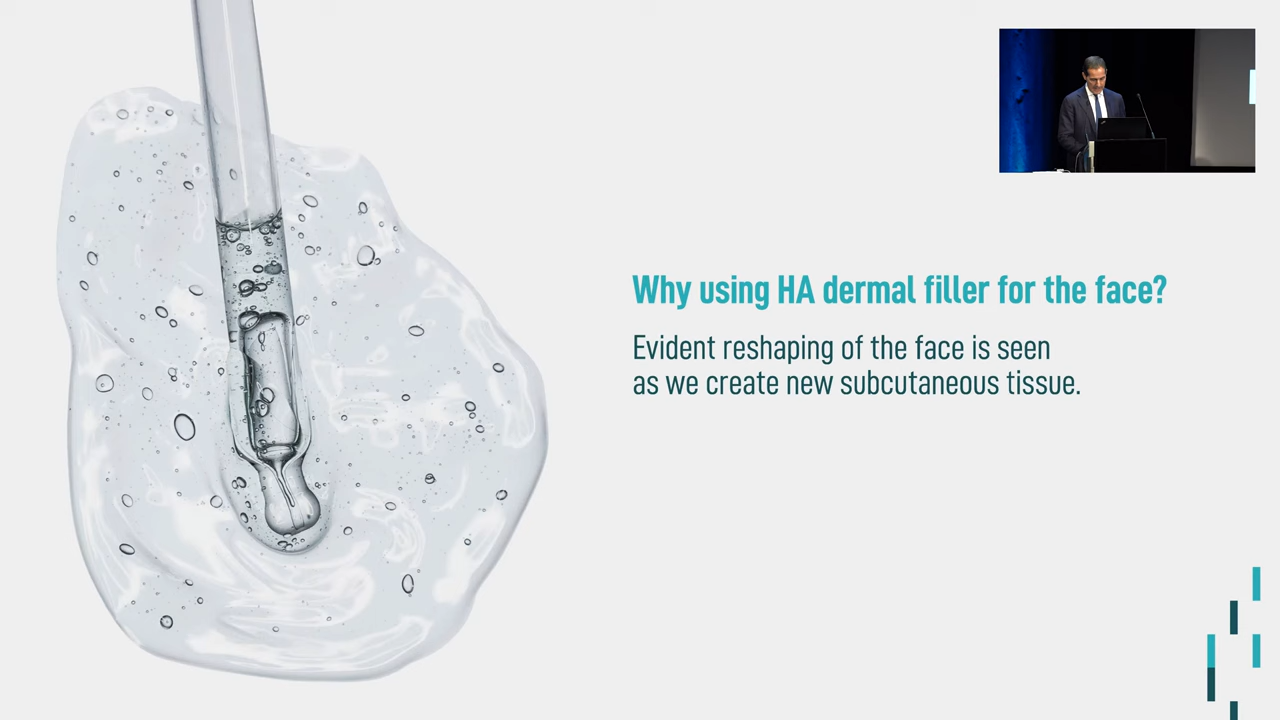 Why using HA dermal filler for the face?
Evident reshaping of the face is seen
as we create new subcutaneous tissue.